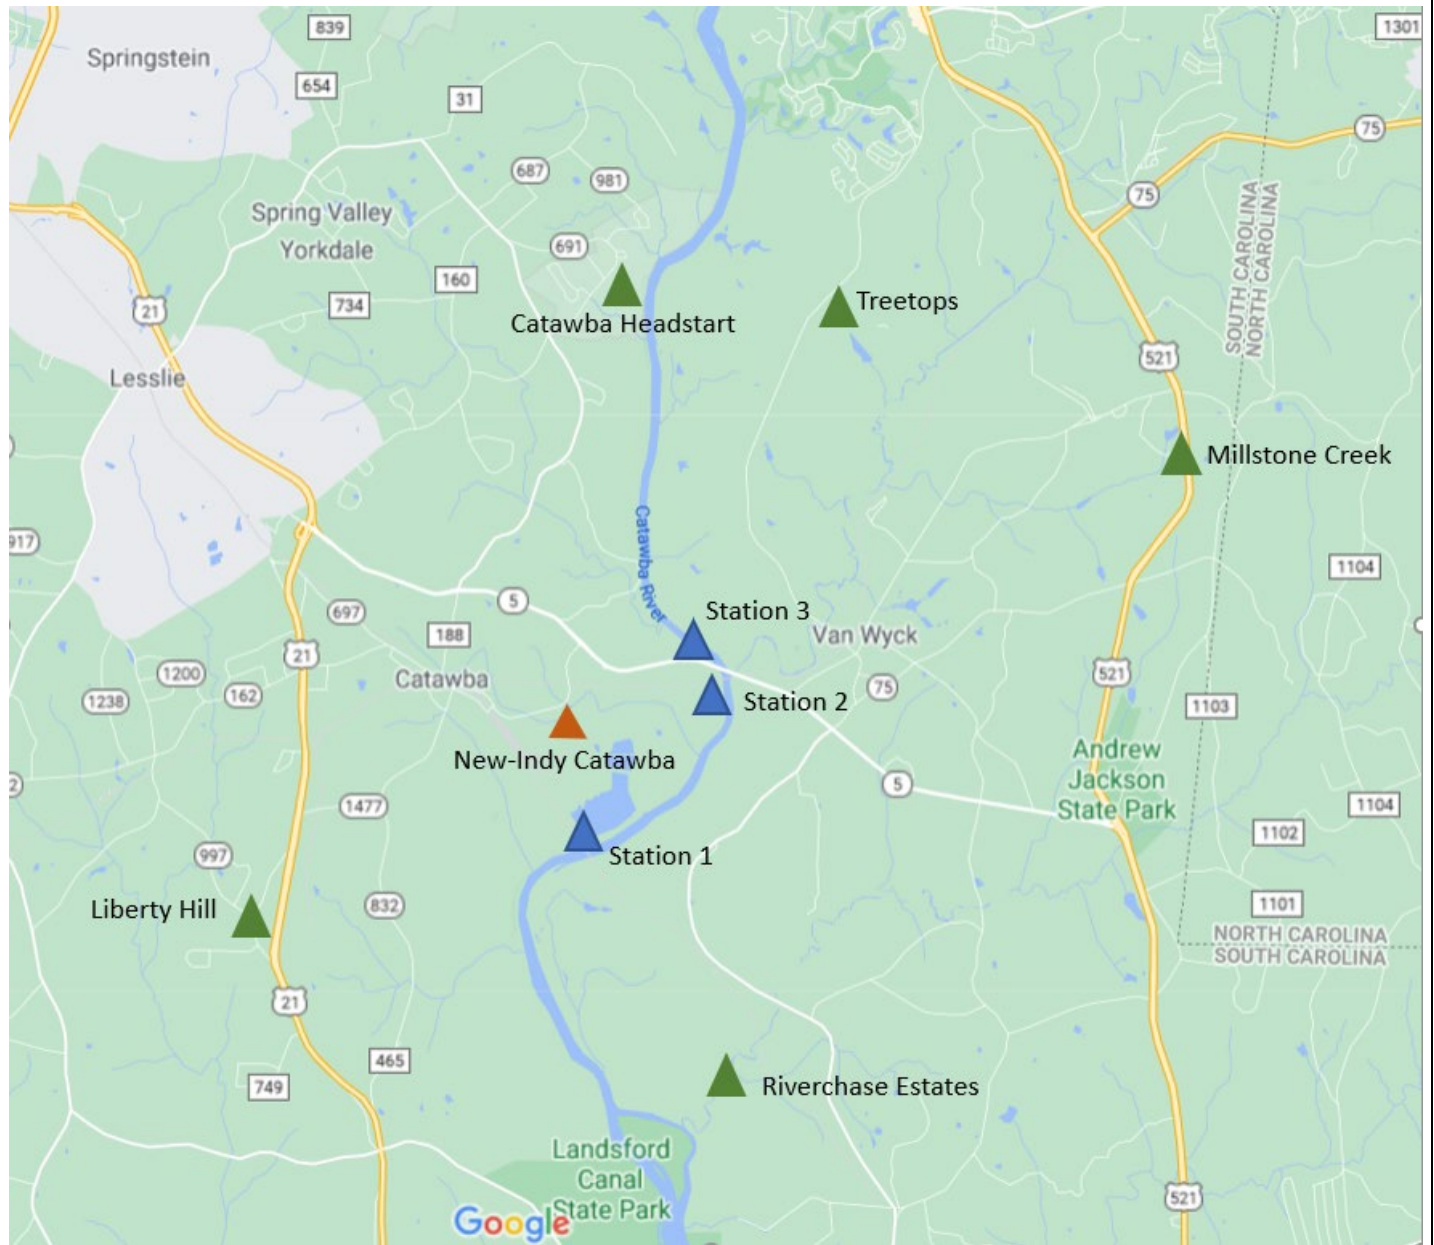 839
1301
Springstein
654
31
75
687
981
75
Spring Valley
Yorkdale
691
160
734
21
Catawba Headstart
Treetops
SOUTH CAROLINA
NORTH CAROLINA
521
Lesslie
Millstone Creek
917
Catawba River
1104
5
697
Station 3
188
Van Wyck
21
1200
Catawba
75
521
1238
162
Station 2
1103
New-Indy Catawba
Andrew
Jackson
State Park
2
5
1477
1104
1102
997
Station 1
Liberty Hill
832
1101
NORTH CAROLINA
SOUTH CAROLINA
21
465
749
Riverchase Estates
Landsford
Canal
State Park
521
Google